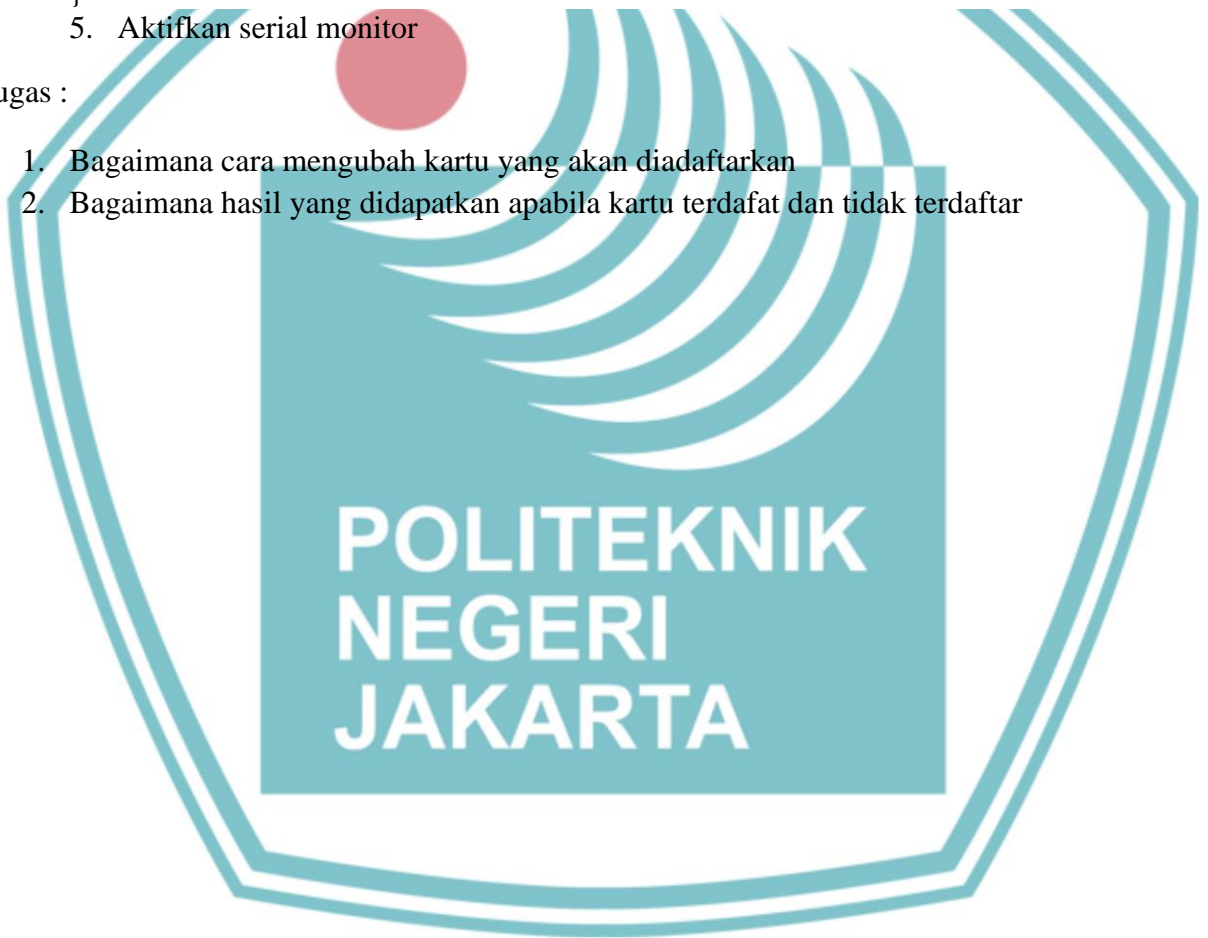 5. Aktifkan serial monitor
ugas :
1. Bagaimana cara mengubah kartu yang akan diadaftarkan
2. Bagaimana hasil yang didapatkan apabila kartu terdafat dan tidak terdaftar
POLITEKNIK
NEGERI
JAKARTA